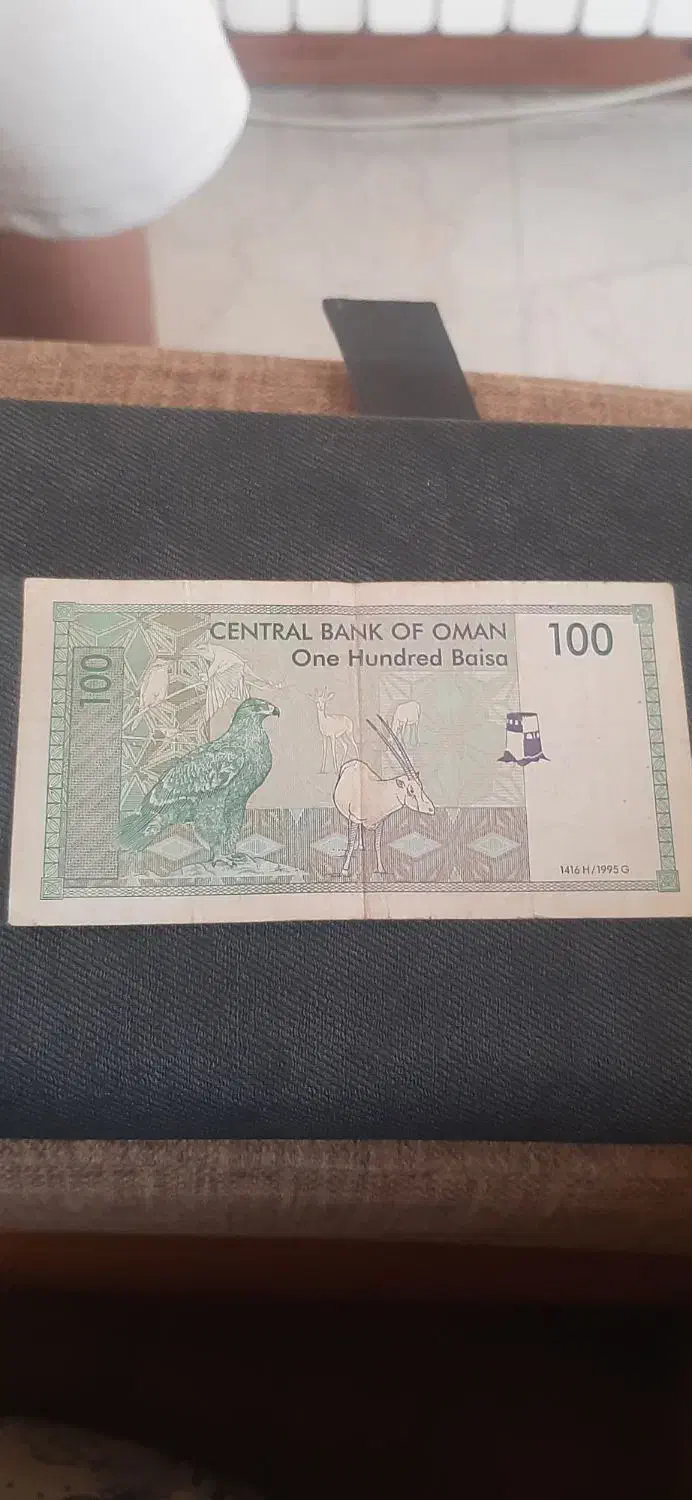 CENTRAL BANK OF OMAN
One Hundred Baisa
100
100
1416 H/1995 G